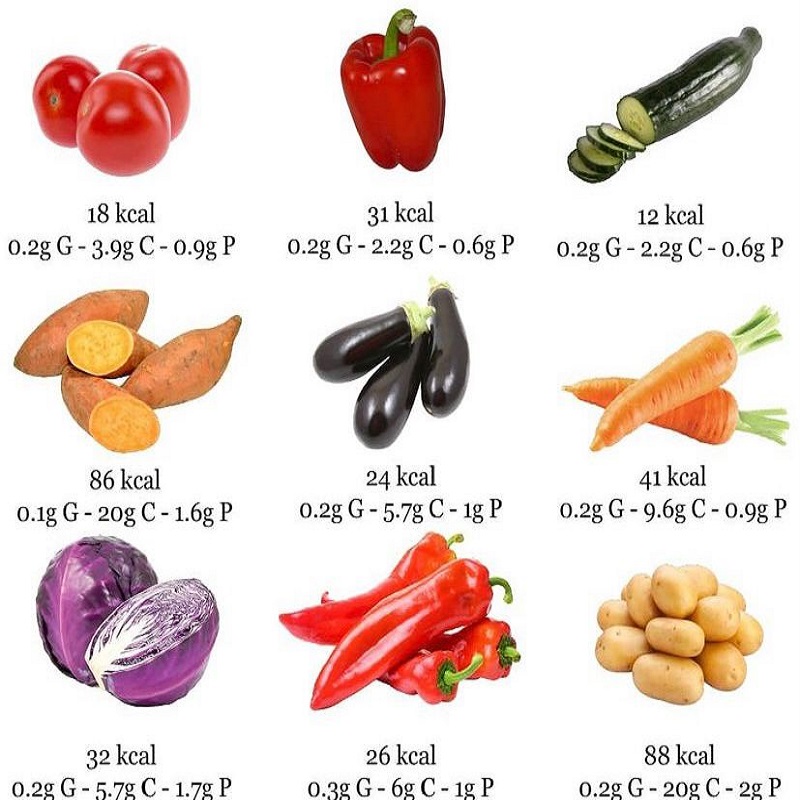 18 kcal
0.2g G - 3.9g C - 0.9g P
31 kcal
0.2g G - 2.2g C - 0.6g P
12 kcal
0.2g G - 2.2g C - 0.6g P
86 kcal
0.1g G - 20g C - 1.6g P
24 kcal
0.2g G - 5.7g C - 1g P
41 kcal
0.2g G - 9.6g C - 0.9g P
32 kcal
0.2g G - 5.7g C - 1.7g P
26 kcal
0.3g G - 6g C - 1g P
88 kcal
0.2g G - 20g C - 2g P